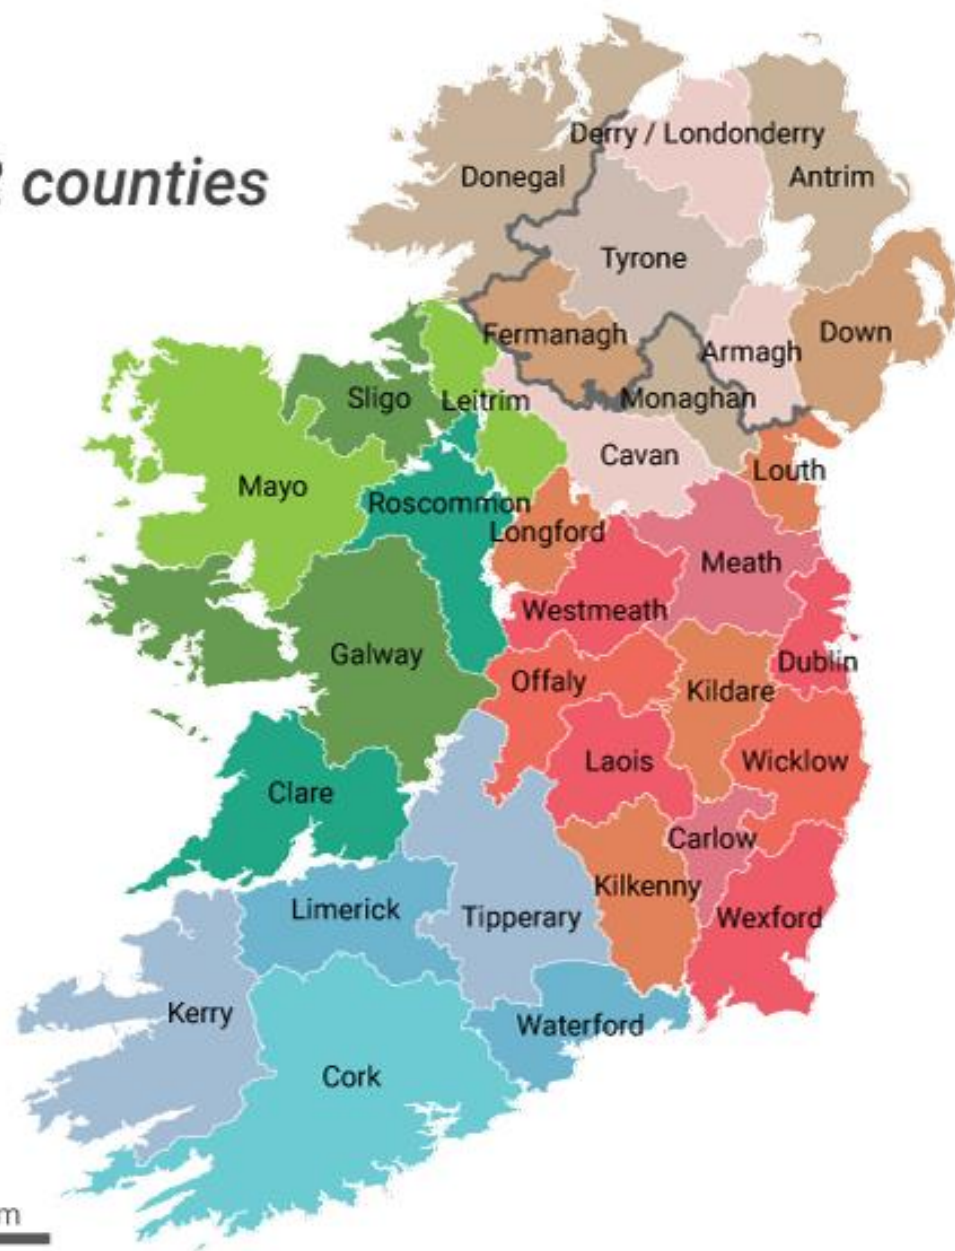 counties
Derry / Londonderry
Donegal
Antrim
Tyrone
Fermanagh
Down
Armagh
Sligo
Leitrim
Monaghan
Cavan
Louth
Mayo
Roscommon
Longford
Meath
Westmeath
Galway
Dublin
Offaly
Kildare
Laois
Wicklow
Clare
Carlow
Kilkenny
Limerick
Tipperary
Wexford
Kerry
Waterford
Cork
m